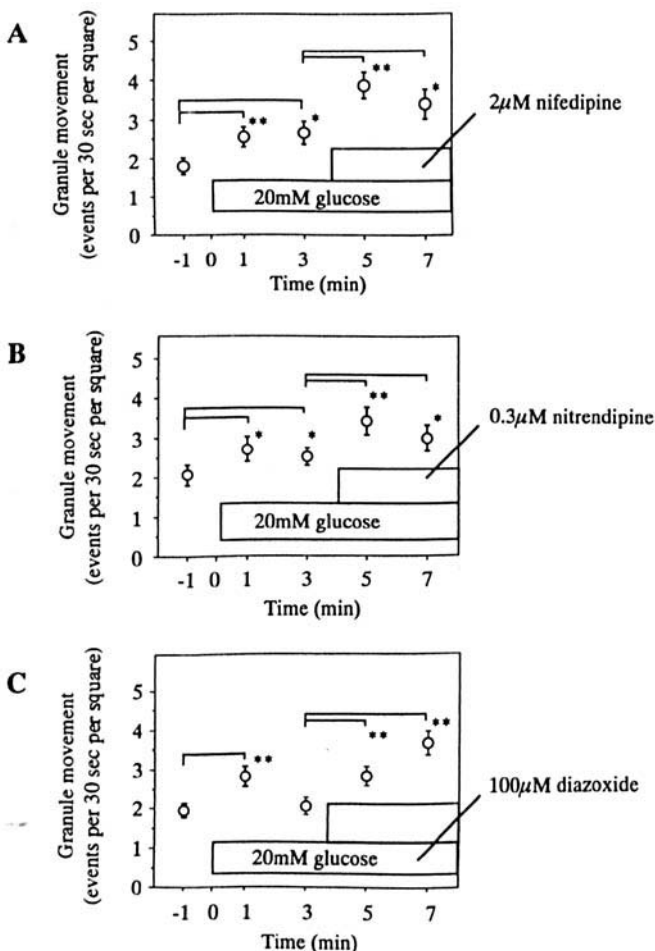 A
Granule movement
(events per 30 sec per square)
5
4
3
2
1
0
** * ** *
2μM nifedipine
20mM glucose
-1 0 1 3 5 7
Time (min)
B
Granule movement
(events per 30 sec per square)
5
4
3
2
1
0
* * ** *
0.3μM nitrendipine
20mM glucose
-1 0 1 3 5 7
Time (min)
C
Granule movement
(events per 30 sec per square)
5
4
3
2
1
0
** ** **
100μM diazoxide
20mM glucose
-1 0 1 3 5 7
Time (min)